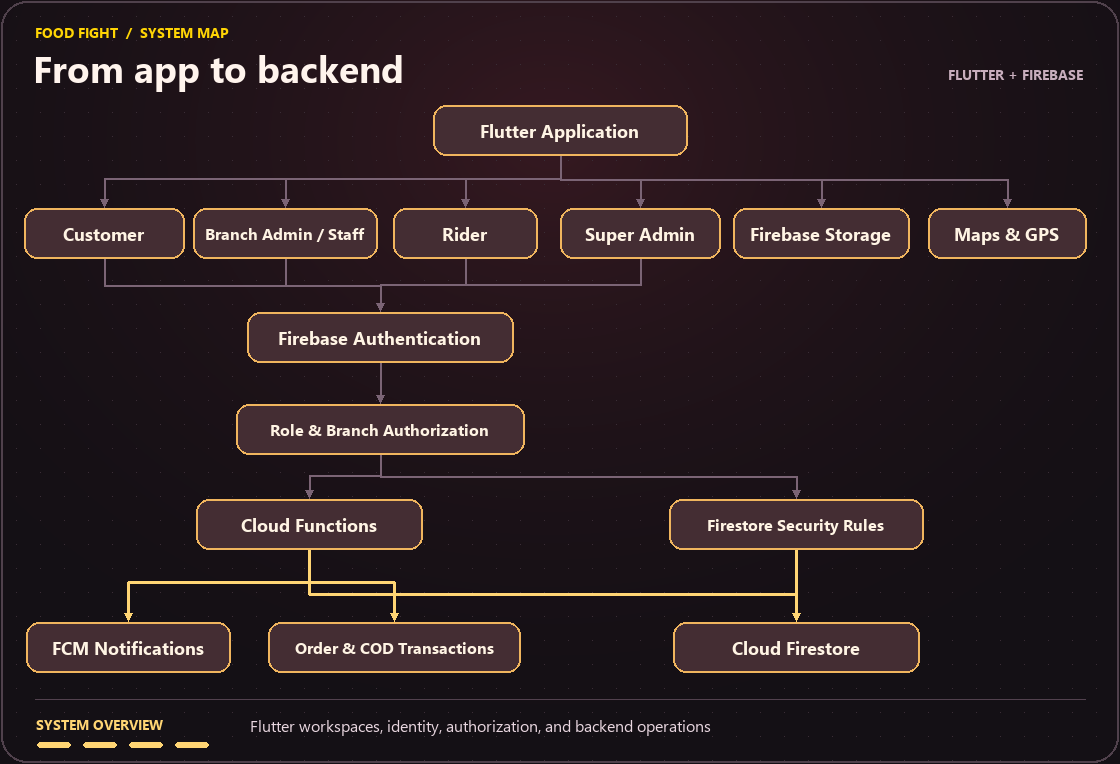 FOOD FIGHT / SYSTEM MAP
From app to backend
FLUTTER + FIREBASE
Flutter Application
Customer
Branch Admin / Staff
Rider
Super Admin
Firebase Storage
Maps & GPS
Firebase Authentication
Role & Branch Authorization
Cloud Functions
Firestore Security Rules
FCM Notifications
Order & COD Transactions
Cloud Firestore
SYSTEM OVERVIEW
Flutter workspaces, identity, authorization, and backend operations